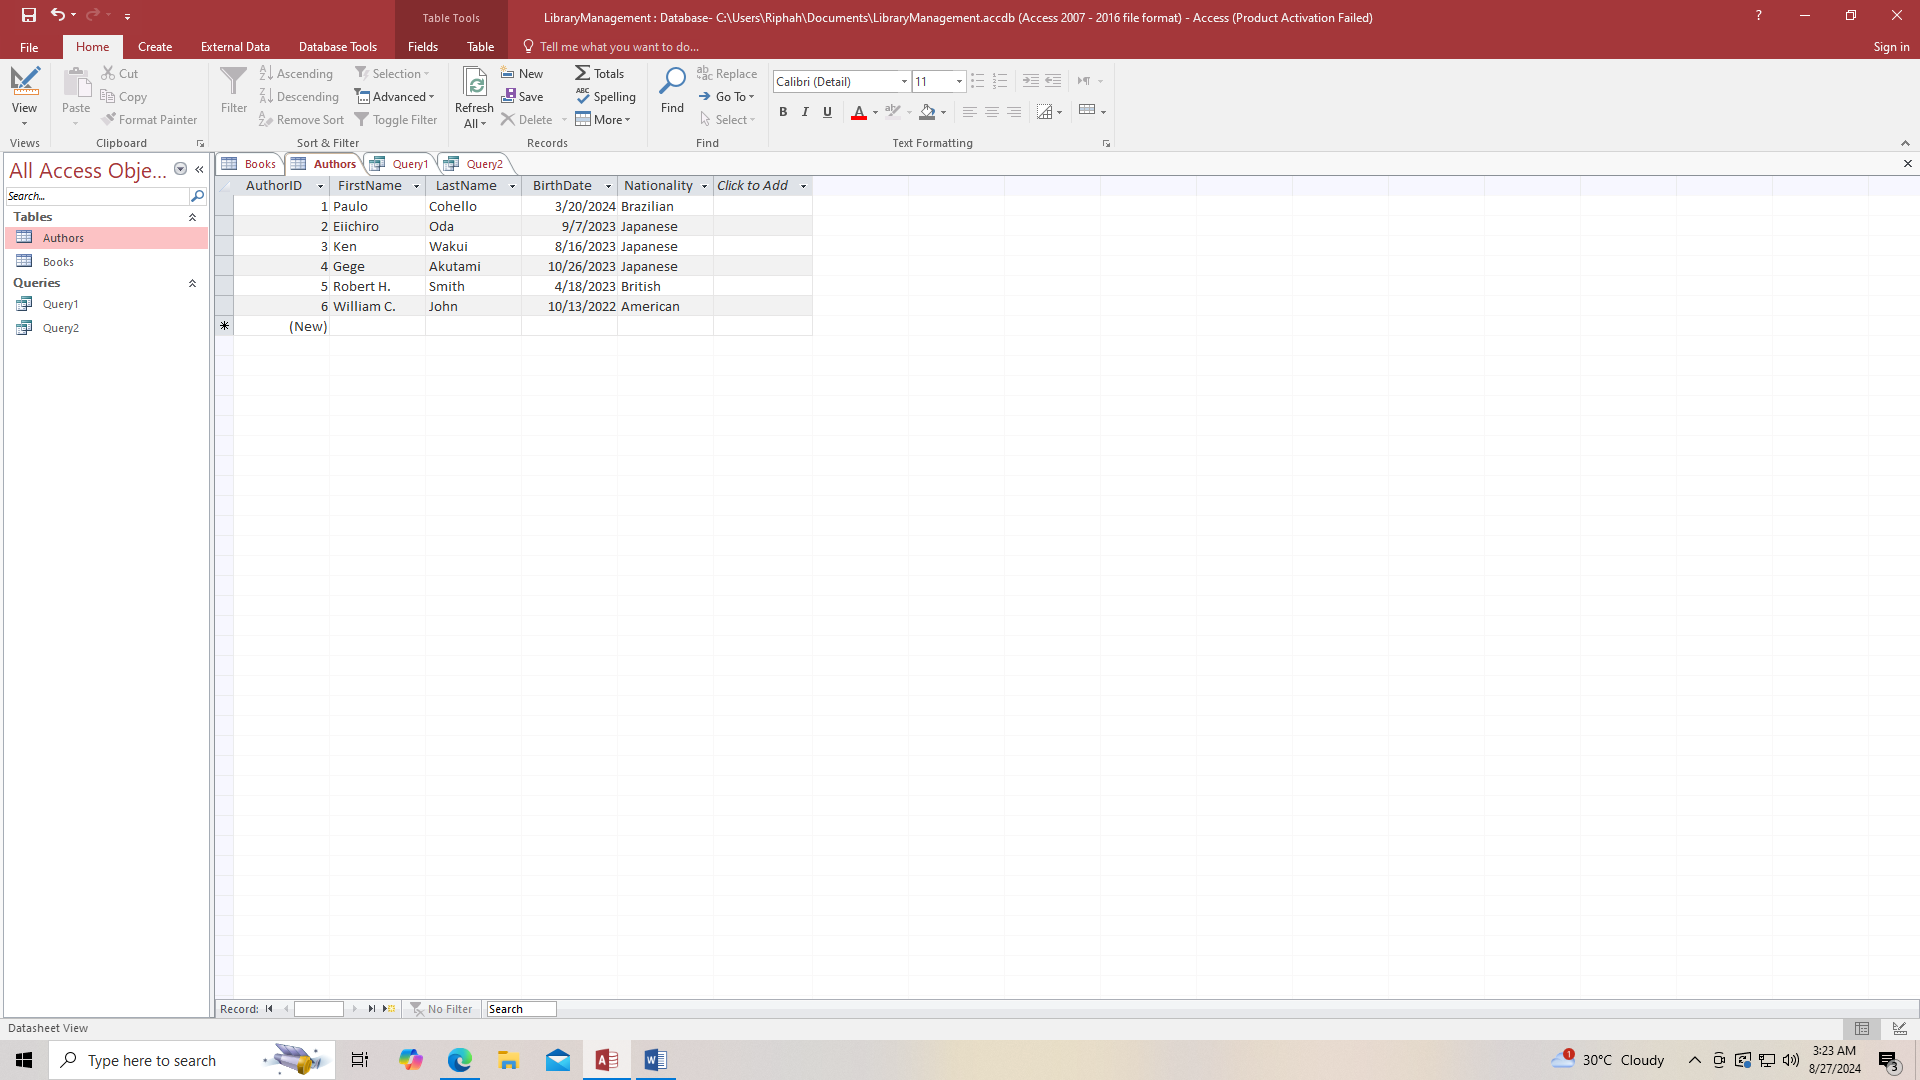 Table Tools
LibraryManagement : Database- C:\Users\Riphah\Documents\LibraryManagement.accdb (Access 2007 - 2016 file format) - Access (Product Activation Failed)
?
File Home Create External Data Database Tools Fields Table Tell me what you want to do... Sign in
View
Views
Paste
Cut
Copy
Format Painter
Clipboard
Filter
Ascending
Descending
Remove Sort
Selection
Advanced
Toggle Filter
Sort & Filter
Refresh
All
New
Save
Delete
Totals
Spelling
More
Records
Find
Replace
Go To
Select
Find
Calibri (Detail) 11
B I U A
Text Formatting
All Access Obje...
Search...
Tables
Authors
Books
Queries
Query1
Query2
Books Authors Query1 Query2
AuthorID FirstName LastName BirthDate Nationality Click to Add
1 Paulo Cohello 3/20/2024 Brazilian
2 Eiichiro Oda 9/7/2023 Japanese
3 Ken Wakui 8/16/2023 Japanese
4 Gege Akutami 10/26/2023 Japanese
5 Robert H. Smith 4/18/2023 British
6 William C. John 10/13/2022 American
(New)
Record: No Filter Search
Datasheet View
Type here to search
1 30°C Cloudy
3:23 AM
8/27/2024
3